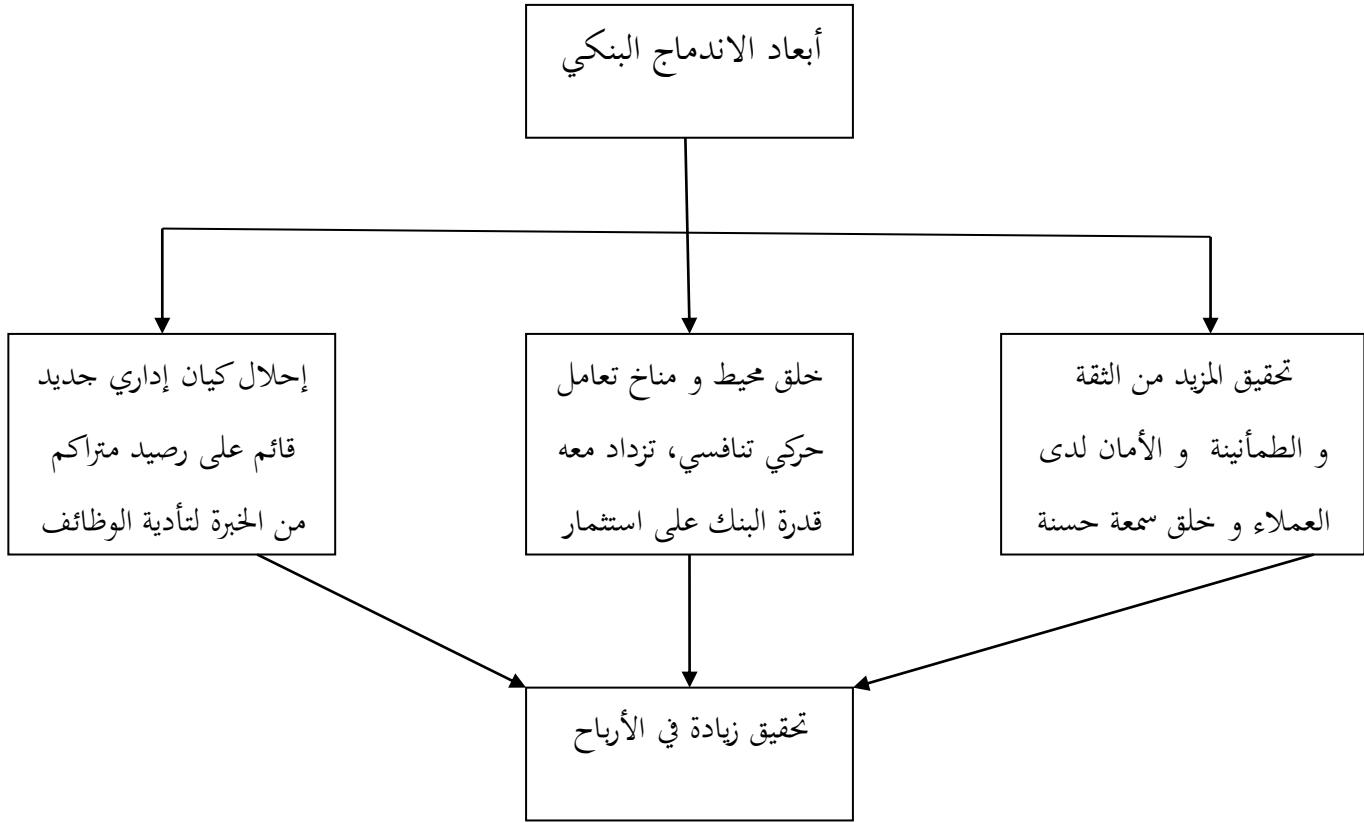 أبعاد الاندماج البنكي
تحقيق المزيد من الثقة
و الطمأنينة و الأمان لدى
العملاء و خلق سمعة حسنة
خلق محيط و مناخ تعامل
حركي تنافسي، تزداد معه
قدرة البنك على استثمار
إحلال كيان إداري جديد
قائم على رصيد متراكم
من الخبرة لتأدية الوظائف
تحقيق زيادة في الأرباح